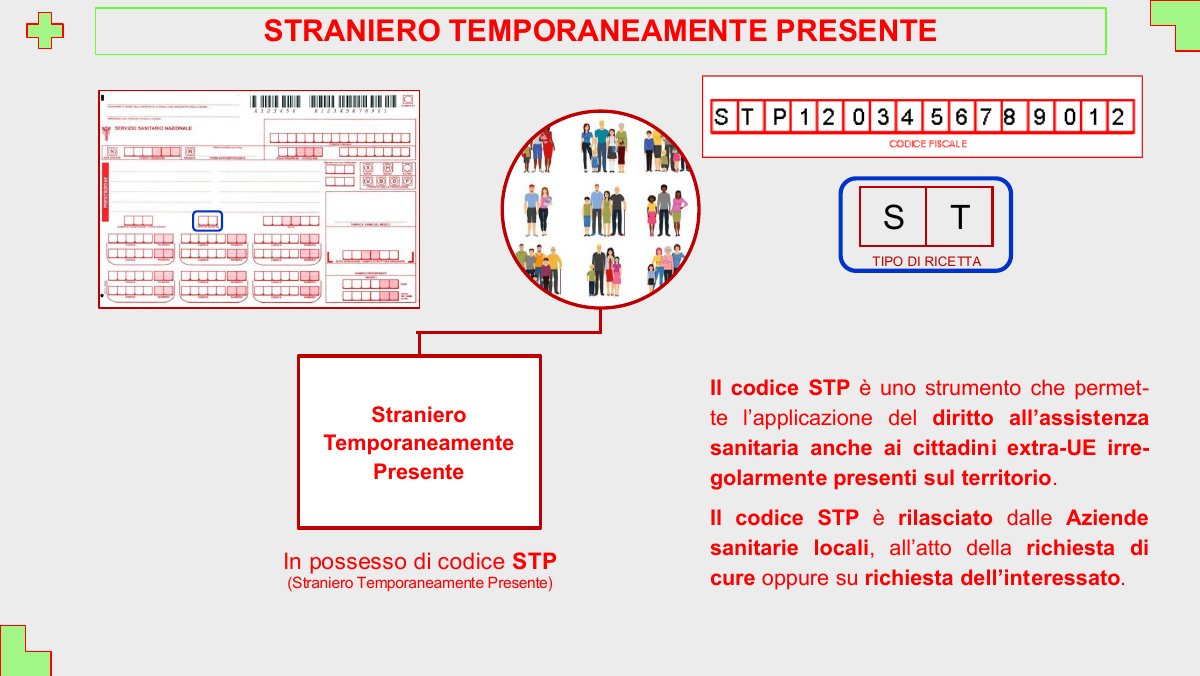 STRANIERO TEMPORANEAMENTE PRESENTE
SERVIZIO SANITARIO NAZIONALE
PRESCRIZIONE
STP1203456789012
CODICE FISCALE
S T
TIPO DI RICETTA
Straniero
Temporaneamente
Presente
In possesso di codice STP
(Straniero Temporaneamente Presente)
Il codice STP è uno strumento che permet-
te l’applicazione del diritto all’assistenza
sanitaria anche ai cittadini extra-UE irre-
golarmente presenti sul territorio.
Il codice STP è rilasciato dalle Aziende
sanitarie locali, all’atto della richiesta di
cure oppure su richiesta dell’interessato.